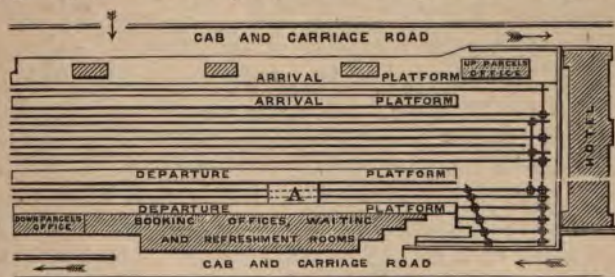 CAB AND CARRIAGE ROAD
ARRIVAL PLATFORM
UP PARCELS
OFFICE
ARRIVAL PLATFORM
HOTEL
DEPARTURE PLATFORM
A
DEPARTURE PLATFORM
DOWN PARCELS
OFFICE
BOOKING OFFICES, WAITING
AND REFRESHMENT ROOMS
CAB AND CARRIAGE ROAD